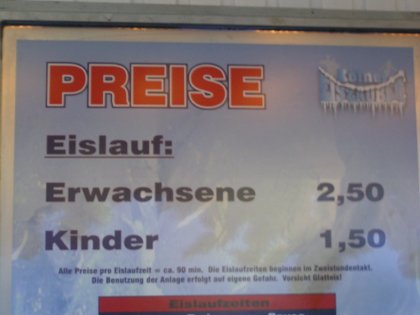 PREISE
Eislauf:
Erwachsene 2,50
Kinder 1,50
Alle Preise pro Eislaufzeit = ca. 90 min. Die Eislaufzeiten beginnen im Zweistundentakt.
Die Benutzung der Anlage erfolgt auf eigene Gefahr. Vorsicht Glatteis!
Eislaufzeiten